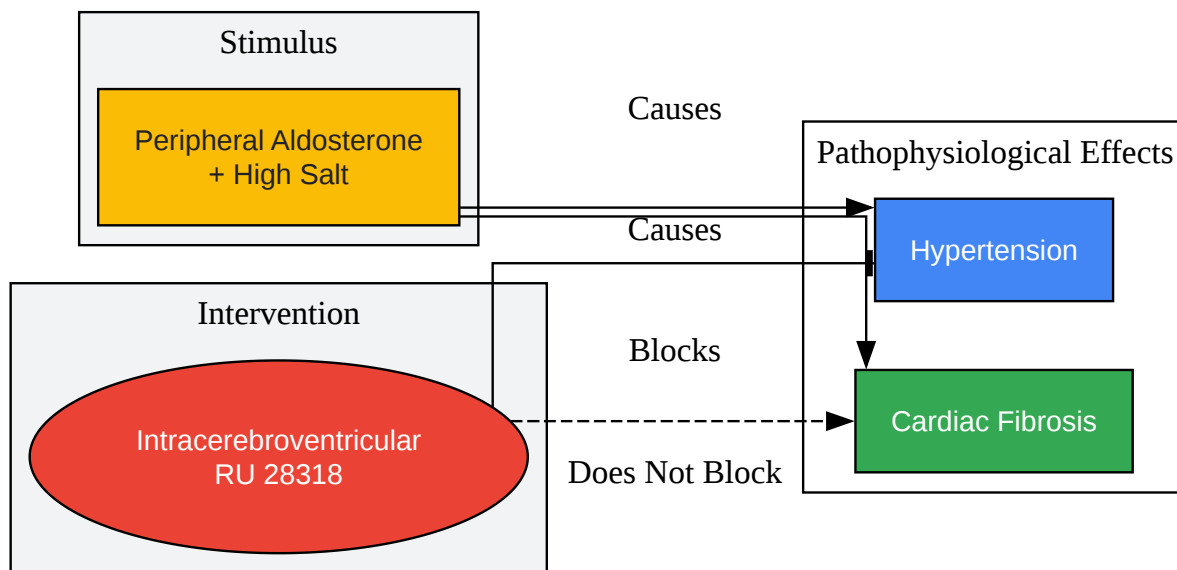 Stimulus
Peripheral Aldosterone
+ High Salt
Causes
Pathophysiological Effects
Causes
Hypertension
Intervention
Blocks
Cardiac Fibrosis
Intracerebroventricular
RU 28318
Does Not Block